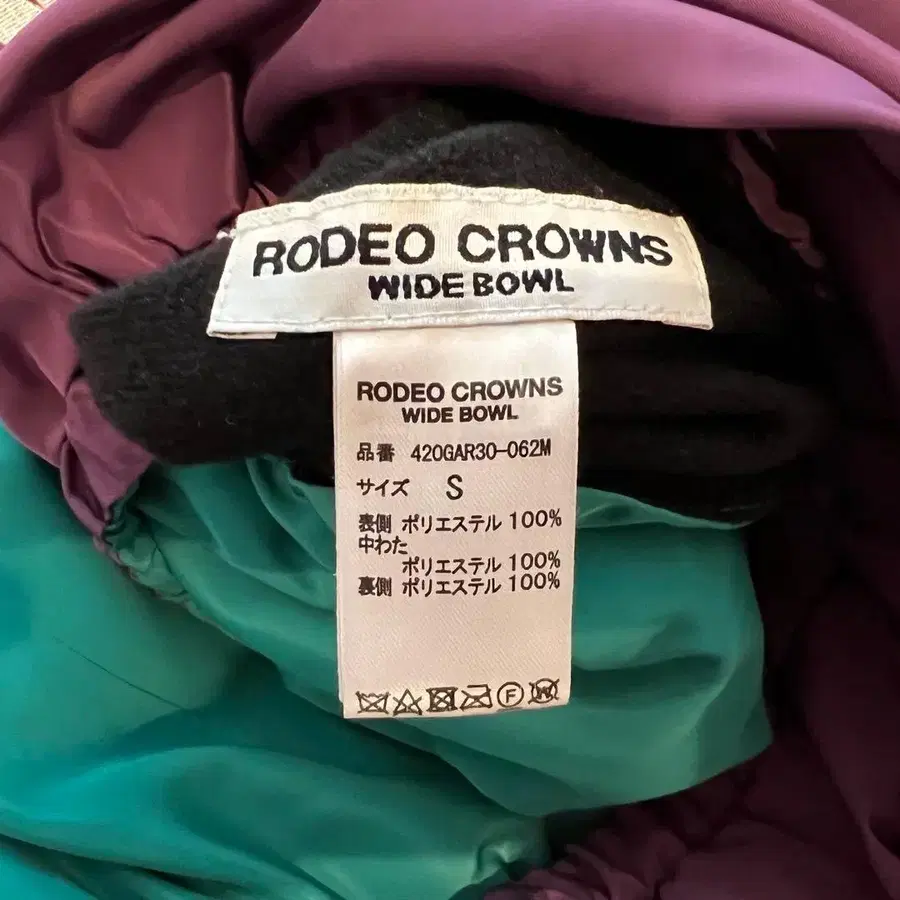 RODEO CROWNS
WIDE BOWL
RODEO CROWNS
WIDE BOWL
品番 420GAR30-062M
サイズ S
表側 ポリエステル 100%
中わた
ポリエステル 100%
裏側 ポリエステル 100%
F
W